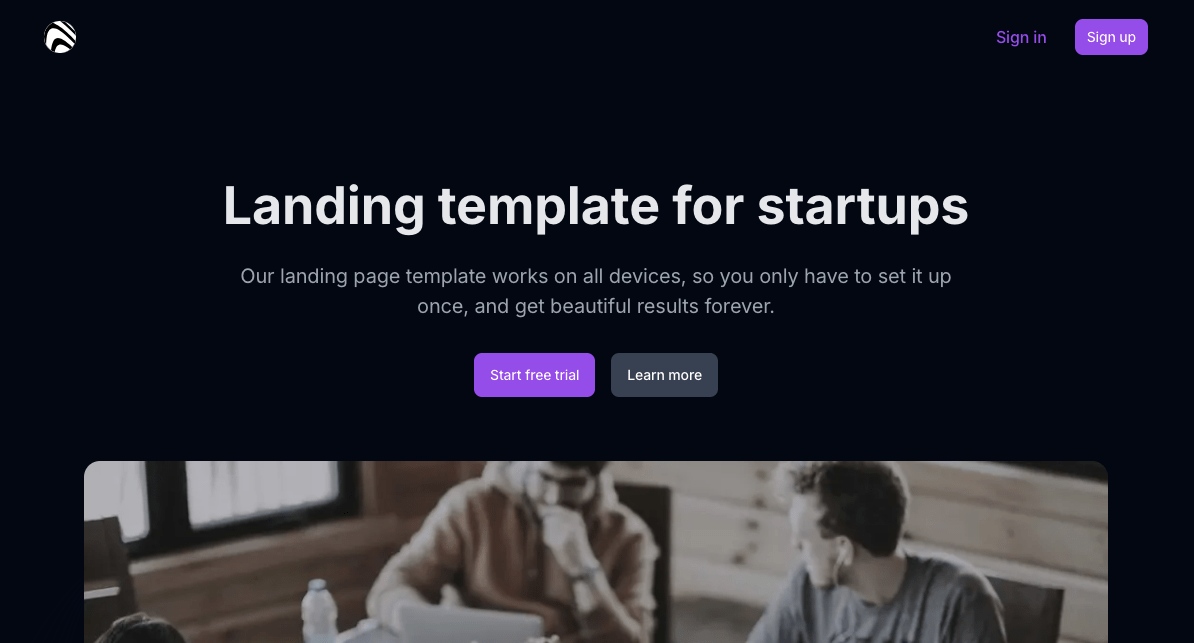 Sign in
Sign up
Landing template for startups
Our landing page template works on all devices, so you only have to set it up
once, and get beautiful results forever.
Start free trial
Learn more